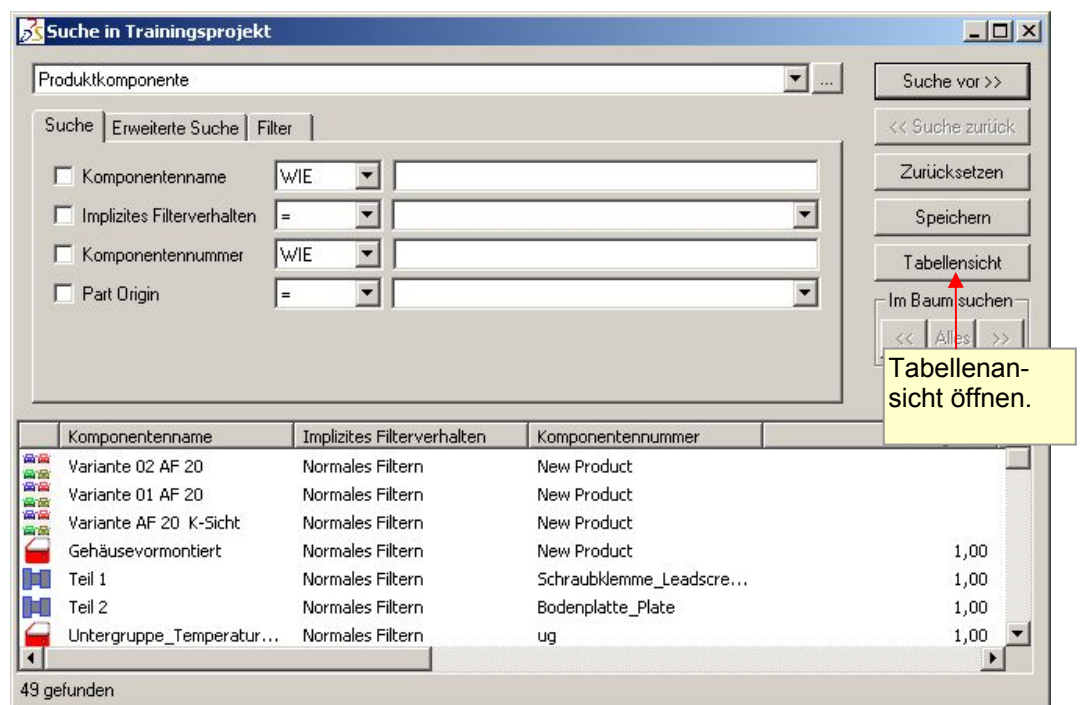 Suche in Trainingsprojekt
Produktkomponente
...
Suche vor >>
Suche Erweiterte Suche Filter
<< Suche zurück
Komponentenname WIE
Zurücksetzen
Implizites Filterverhalten =
Speichern
Komponentennummer WIE
Tabellensicht
Part Origin =
Im Baum suchen
<< Alles >>
Tabellenan-
sicht öffnen.
Komponentenname Implizites Filterverhalten Komponentennummer
Variante 02 AF 20 Normales Filtern New Product
Variante 01 AF 20 Normales Filtern New Product
Variante AF 20 K-Sicht Normales Filtern New Product
Gehäusevormontiert Normales Filtern New Product 1,00
Teil 1 Normales Filtern Schraubklemme_Leadscre... 1,00
Teil 2 Normales Filtern Bodenplatte_Plate 1,00
Untergruppe_Temperatur... Normales Filtern ug 1,00
49 gefunden